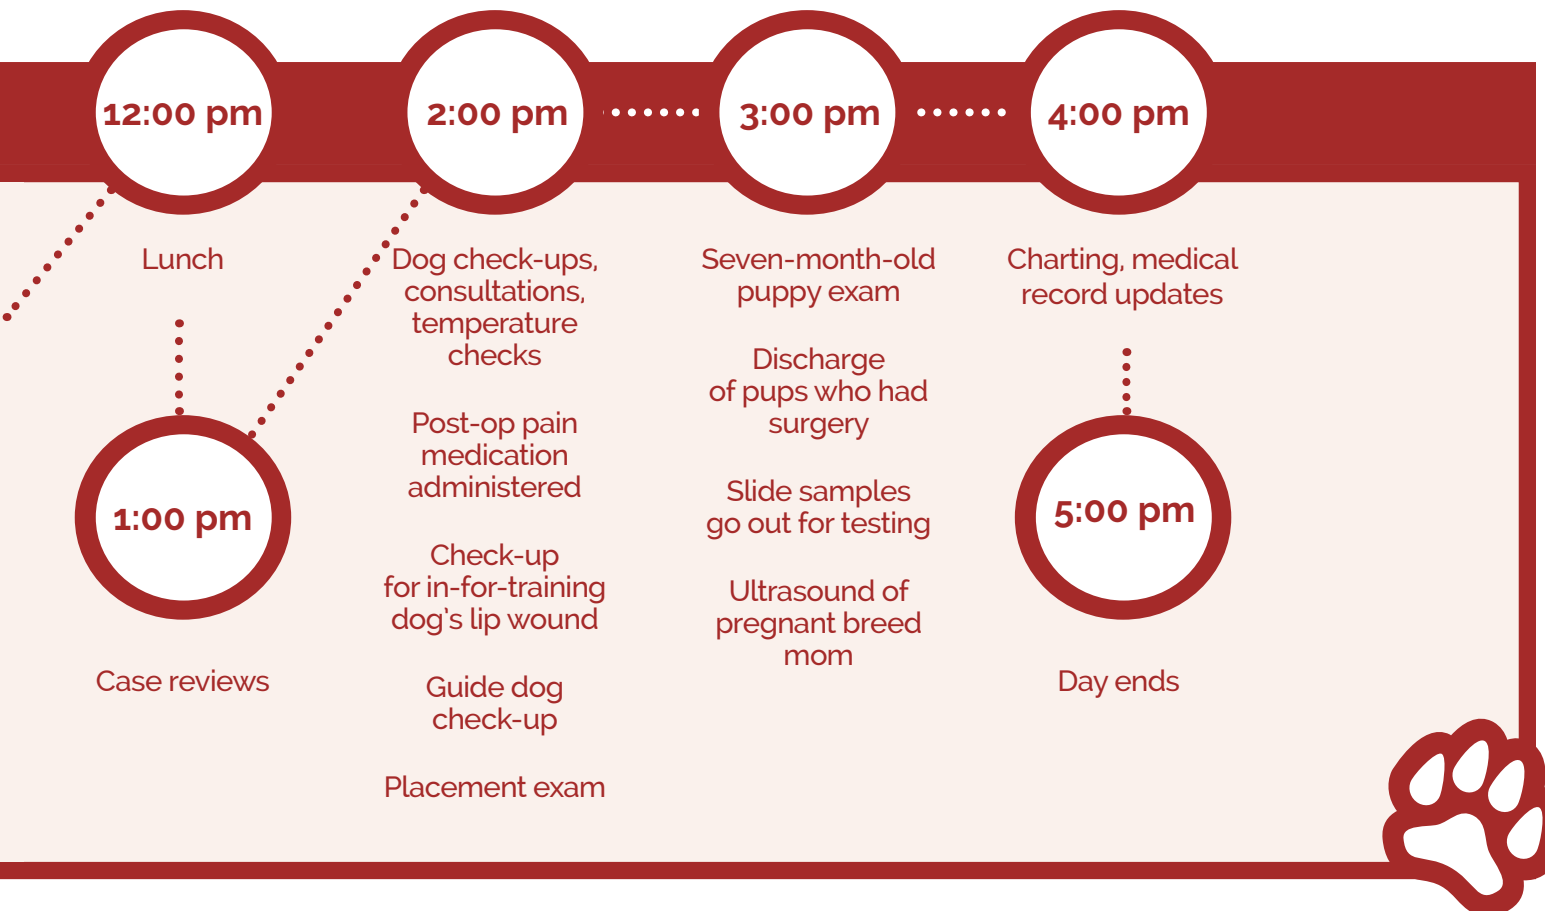 12:00 pm
Lunch
1:00 pm
Case reviews
2:00 pm
Dog check-ups,
consultations,
temperature
checks
Post-op pain
medication
administered
Check-up
for in-for-training
dog's lip wound
Guide dog
check-up
Placement exam
3:00 pm
Seven-month-old
puppy exam
Discharge
of pups who had
surgery
Slide samples
go out for testing
Ultrasound of
pregnant breed
mom
4:00 pm
Charting, medical
record updates
5:00 pm
Day ends